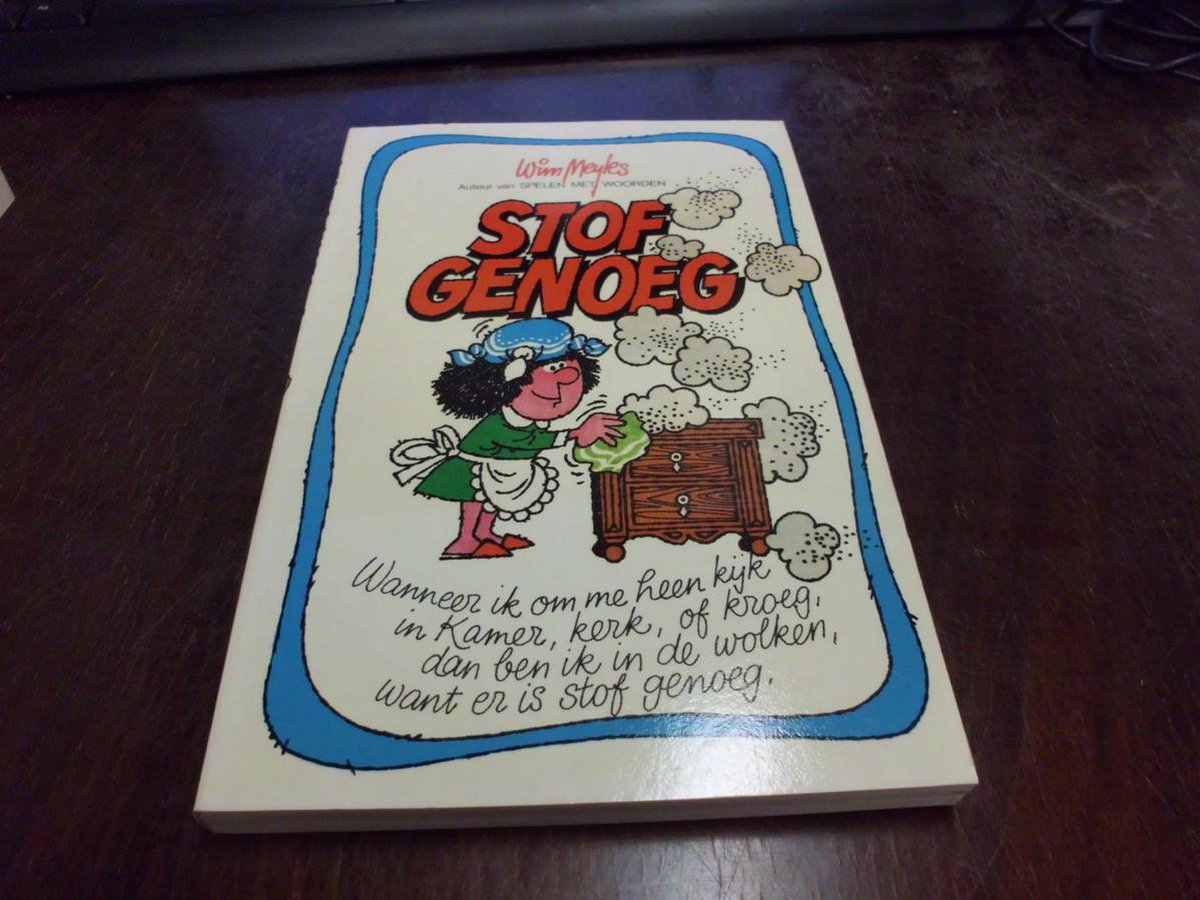 Wim Meyles
Auteur van SPELEN MET WOORDEN
STOF
GENOEG
Wanneer ik om me heen kijk
in Kamer, kerk, of kroeg,
dan ben ik in de wolken,
want er is stof genoeg.